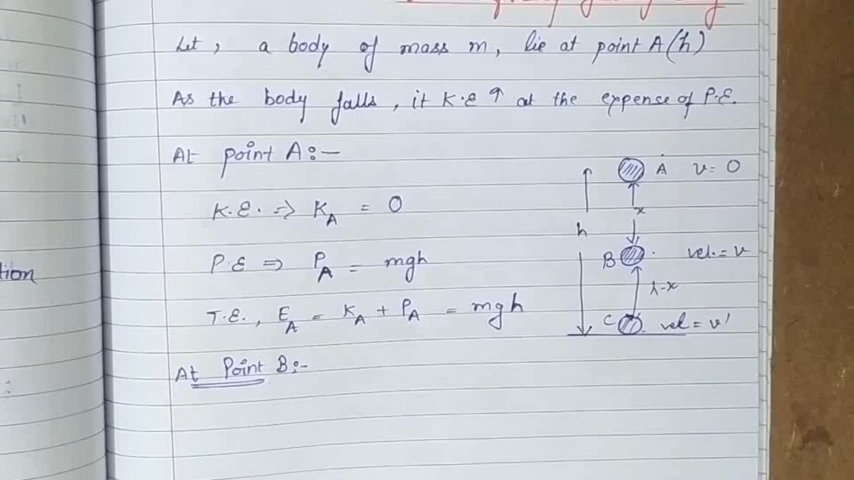 Let, a body of mass m, lie at point A(h)
As the body falls, it K.E ↑ at the expense of P.E.
At point A:—
K.E. => K_A = 0
P.E => P_A = mgh
T.E., E_A = K_A + P_A = mgh
At Point B:-
A v = 0
x
h
B vel. = v
h-x
C vel = v'
tion